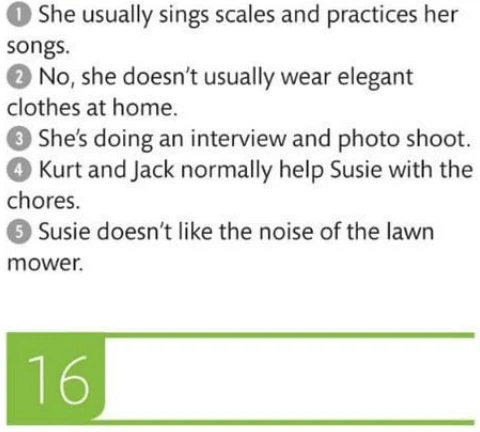 1 She usually sings scales and practices her
songs.
2 No, she doesn't usually wear elegant
clothes at home.
3 She's doing an interview and photo shoot.
4 Kurt and Jack normally help Susie with the
chores.
5 Susie doesn't like the noise of the lawn
mower.
16